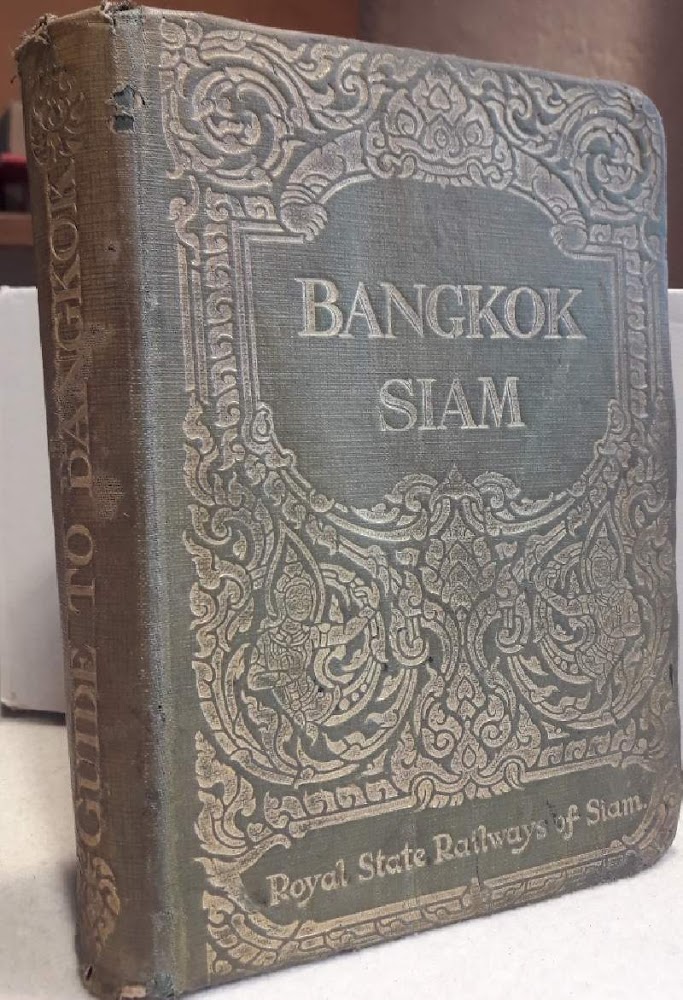 GUIDE TO BANGKOK
BANGKOK
SIAM
Royal State Railways of Siam.